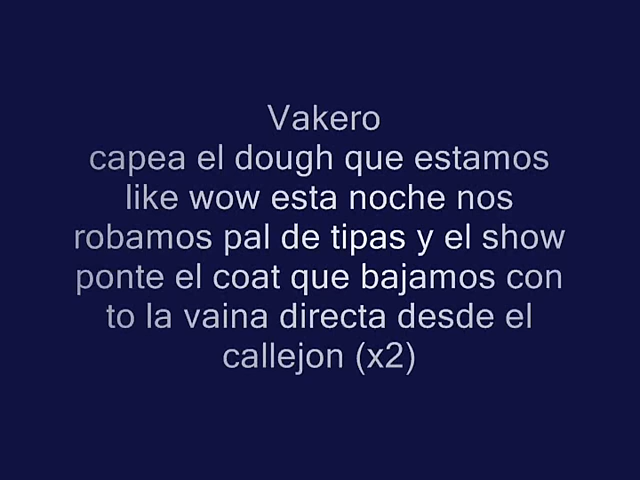 Vakero
capea el dough que estamos
like wow esta noche nos
robamos pal de tipas y el show
ponte el coat que bajamos con
to la vaina directa desde el
callejon (x2)